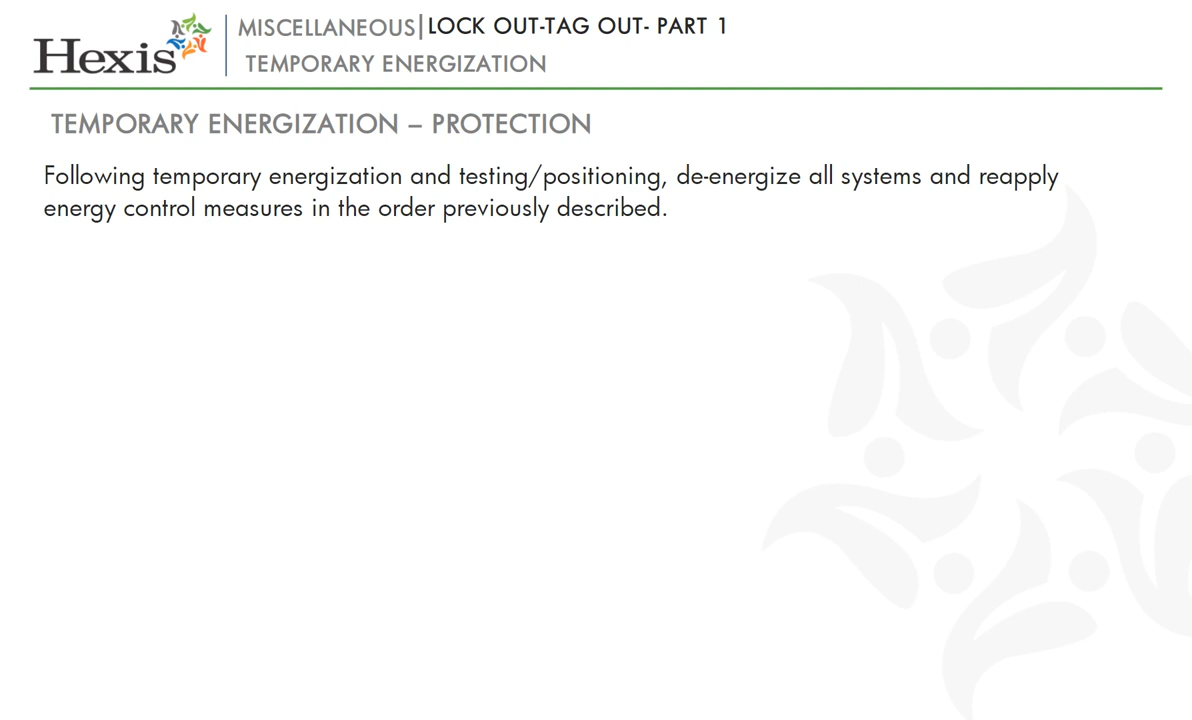 Hexis
MISCELLANEOUS|LOCK OUT-TAG OUT- PART 1
TEMPORARY ENERGIZATION
TEMPORARY ENERGIZATION – PROTECTION
Following temporary energization and testing/positioning, de-energize all systems and reapply
energy control measures in the order previously described.